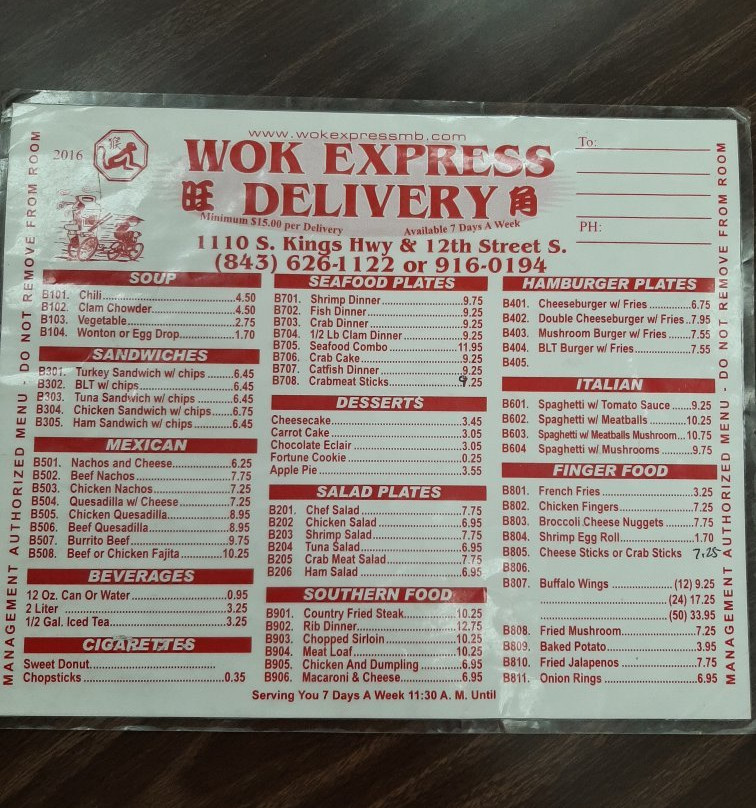 www.wokexpressmb.com
2016
猴
WOK EXPRESS
旺 DELIVERY 角
Minimum $15.00 per Delivery
Available 7 Days A Week
1110 S. Kings Hwy & 12th Street S.
(843) 626-1122 or 916-0194
To:
PH:
MANAGEMENT AUTHORIZED MENU - DO NOT REMOVE FROM ROOM
SOUP
B101. Chili 4.50
B102. Clam Chowder 4.50
B103. Vegetable 2.75
B104. Wonton or Egg Drop 1.70
SANDWICHES
B301. Turkey Sandwich w/ chips 6.45
B302. BLT w/ chips 6.45
B303. Tuna Sandwich w/ chips 6.45
B304. Chicken Sandwich w/ chips 6.75
B305. Ham Sandwich w/ chips 6.45
MEXICAN
B501. Nachos and Cheese 6.25
B502. Beef Nachos 7.75
B503. Chicken Nachos 7.25
B504. Quesadilla w/ Cheese 7.25
B505. Chicken Quesadilla 8.95
B506. Beef Quesadilla 8.95
B507. Burrito Beef 9.75
B508. Beef or Chicken Fajita 10.25
BEVERAGES
12 Oz. Can Or Water 0.95
2 Liter 3.25
1/2 Gal. Iced Tea 3.25
CIGARETTES
Sweet Donut
Chopsticks 0.35
SEAFOOD PLATES
B701. Shrimp Dinner 9.75
B702. Fish Dinner 9.25
B703. Crab Dinner 9.25
B704. 1/2 Lb Clam Dinner 9.25
B705. Seafood Combo 11.95
B706. Crab Cake 9.25
B707. Catfish Dinner 9.25
B708. Crabmeat Sticks 9.25
DESSERTS
Cheesecake 3.45
Carrot Cake 3.05
Chocolate Eclair 3.05
Fortune Cookie 0.25
Apple Pie 3.55
SALAD PLATES
B201. Chef Salad 7.75
B202 Chicken Salad 6.95
B203 Shrimp Salad 7.75
B204 Tuna Salad 6.95
B205 Crab Meat Salad 7.75
B206 Ham Salad 6.95
SOUTHERN FOOD
B901. Country Fried Steak 10.25
B902. Rib Dinner 12.75
B903. Chopped Sirloin 10.25
B904. Meat Loaf 10.25
B905. Chicken And Dumpling 6.95
B906. Macaroni & Cheese 6.95
Serving You 7 Days A Week 11:30 A. M. Until
HAMBURGER PLATES
B401. Cheeseburger w/ Fries 6.75
B402. Double Cheeseburger w/ Fries 7.95
B403. Mushroom Burger w/ Fries 7.55
B404. BLT Burger w/ Fries 7.55
B405.
ITALIAN
B601. Spaghetti w/ Tomato Sauce 9.25
B602. Spaghetti w/ Meatballs 10.25
B603. Spaghetti w/ Meatballs Mushroom 10.75
B604 Spaghetti w/ Mushrooms 9.75
FINGER FOOD
B801. French Fries 3.25
B802. Chicken Fingers 7.25
B803. Broccoli Cheese Nuggets 7.75
B804. Shrimp Egg Roll 1.70
B805. Cheese Sticks or Crab Sticks 7.25
B806.
B807. Buffalo Wings (12) 9.25
(24) 17.25
(50) 33.95
B808. Fried Mushroom 7.25
B809. Baked Potato 3.95
B810. Fried Jalapenos 7.75
B811. Onion Rings 6.95
MANAGEMENT AUTHORIZED MENU - DO NOT REMOVE FROM ROOM